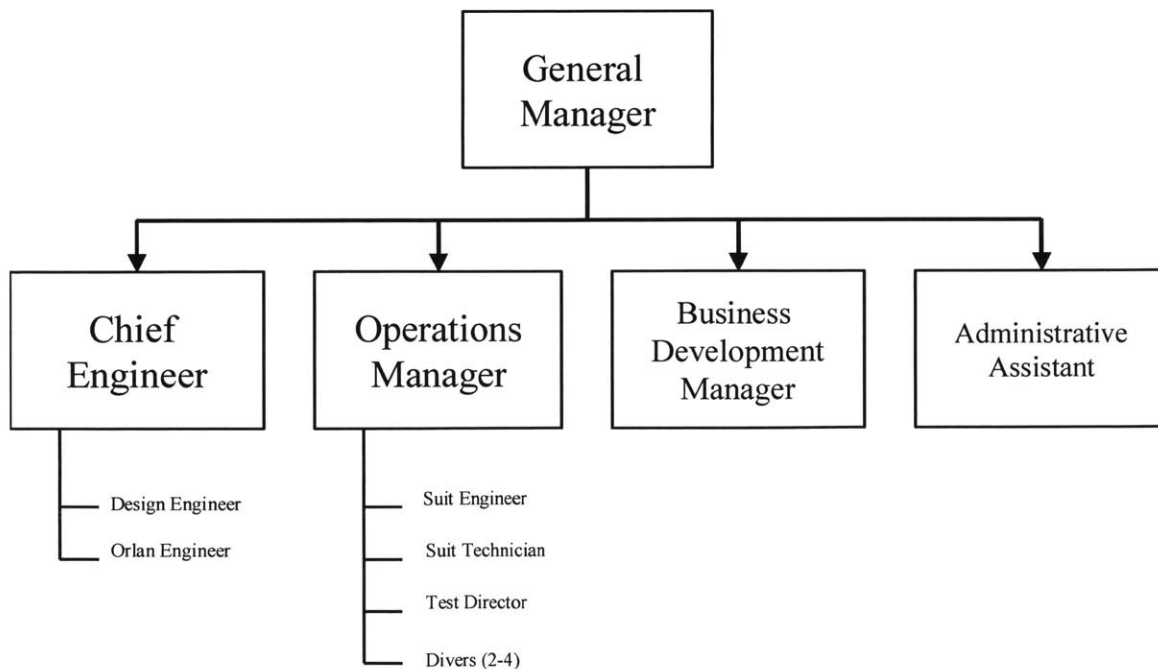 General
Manager
Chief
Engineer
Operations
Manager
Business
Development
Manager
Administrative
Assistant
Design Engineer
Orlan Engineer
Suit Engineer
Suit Technician
Test Director
Divers (2-4)